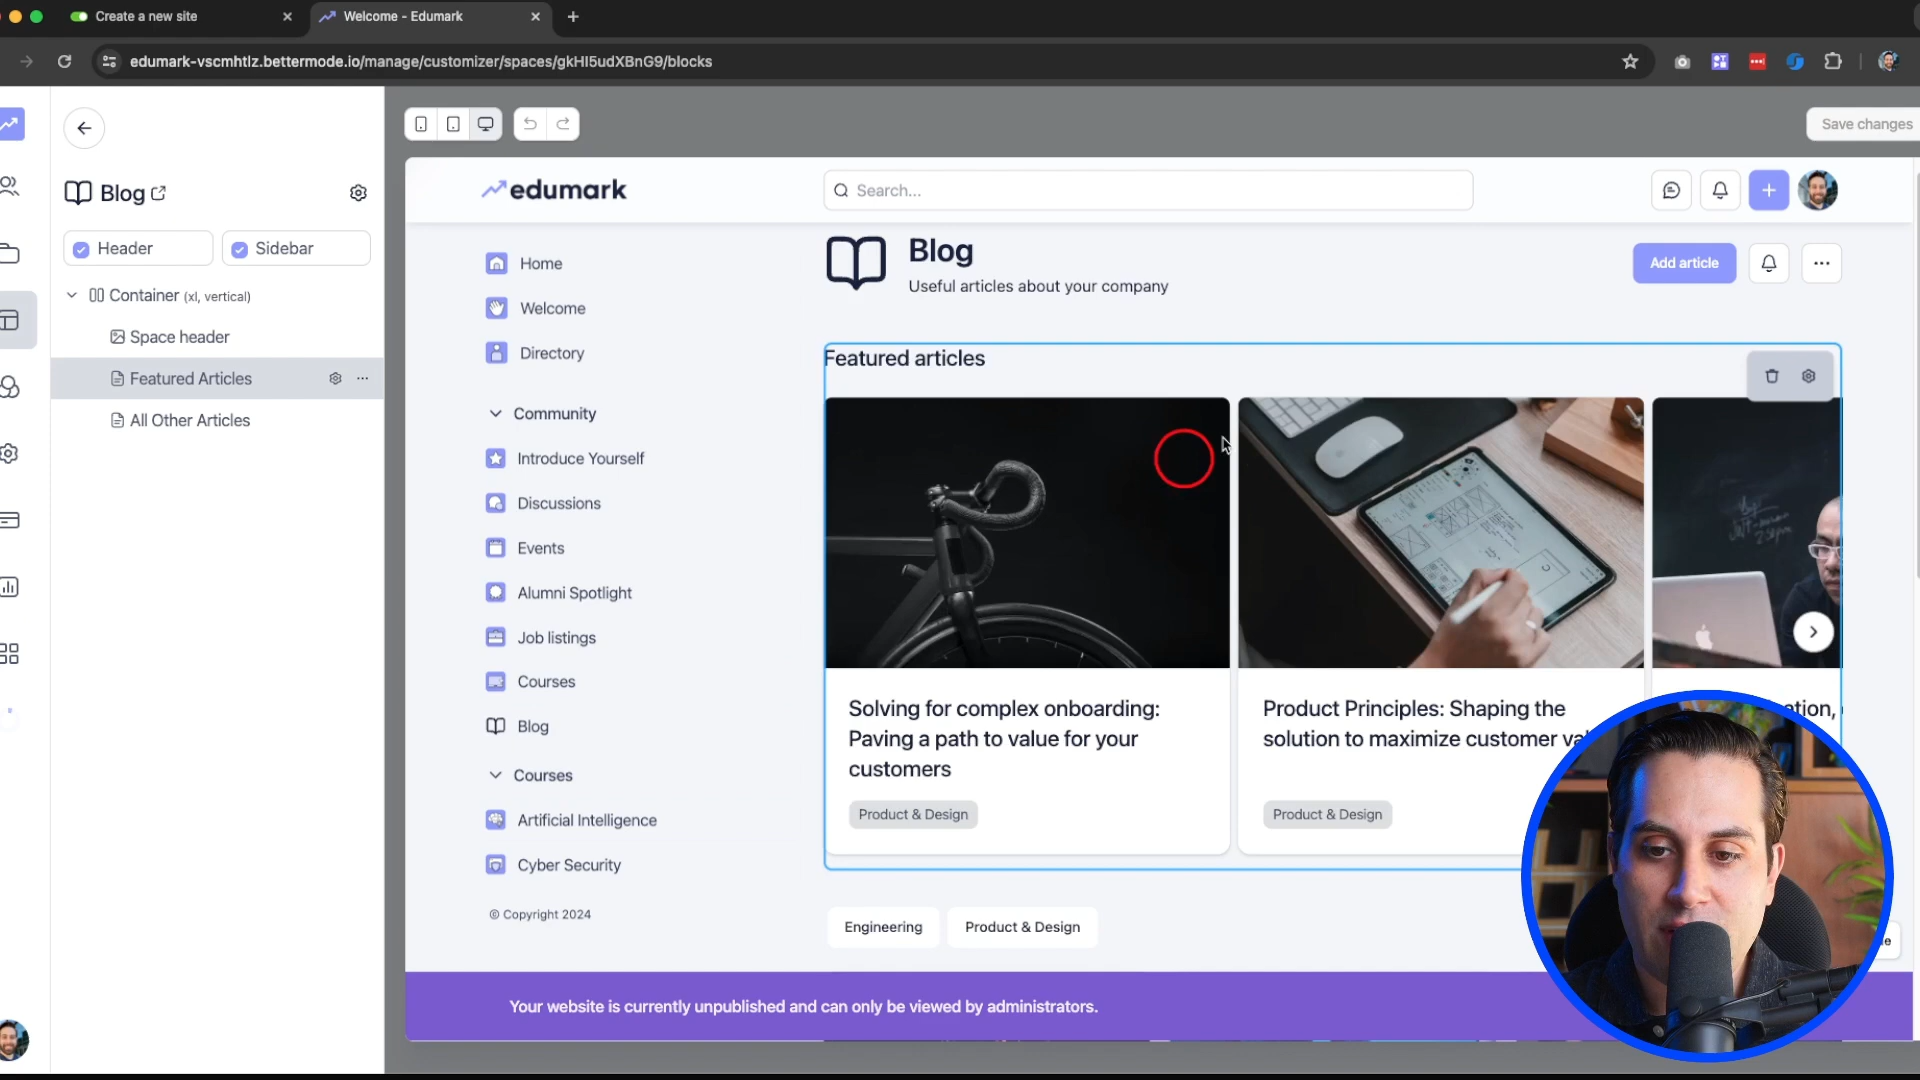 Create a new site
Welcome - Edumark
edumark-vscmhtlz.bettermode.io/manage/customizer/spaces/gkHI5udXBnG9/blocks
Save changes
Blog
Header
Sidebar
Container (xl, vertical)
Space header
Featured Articles
All Other Articles
edumark
Search...
Home
Welcome
Directory
Community
Introduce Yourself
Discussions
Events
Alumni Spotlight
Job listings
Courses
Blog
Courses
Artificial Intelligence
Cyber Security
© Copyright 2024
Blog
Useful articles about your company
Add article
Featured articles
Solving for complex onboarding:
Paving a path to value for your
customers
Product & Design
Product Principles: Shaping the
solution to maximize customer
Product & Design
Engineering
Product & Design
Your website is currently unpublished and can only be viewed by administrators.